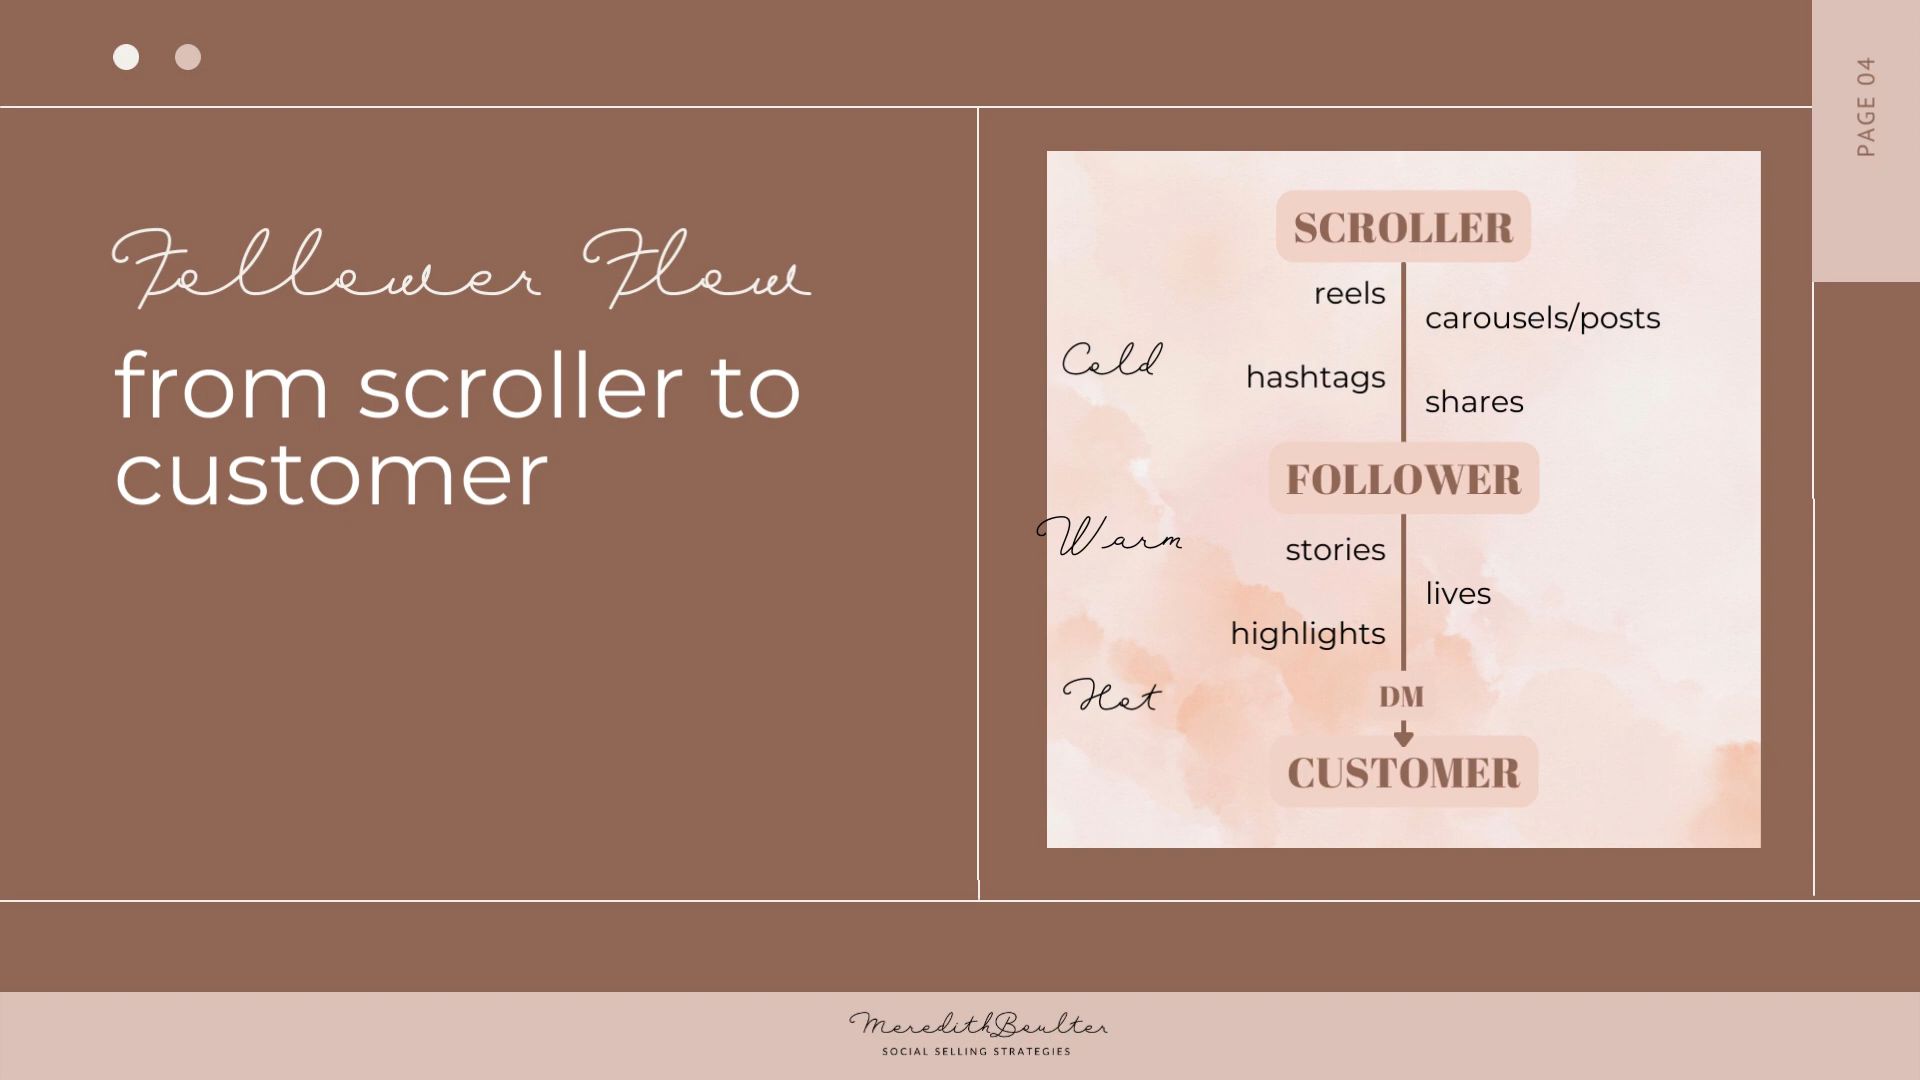 PAGE 04
Follower Flow
from scroller to
customer
SCROLLER
reels
carousels/posts
Cold
hashtags
shares
FOLLOWER
Warm
stories
lives
highlights
Hot
DM
CUSTOMER
MeredithBoulter
SOCIAL SELLING STRATEGIES